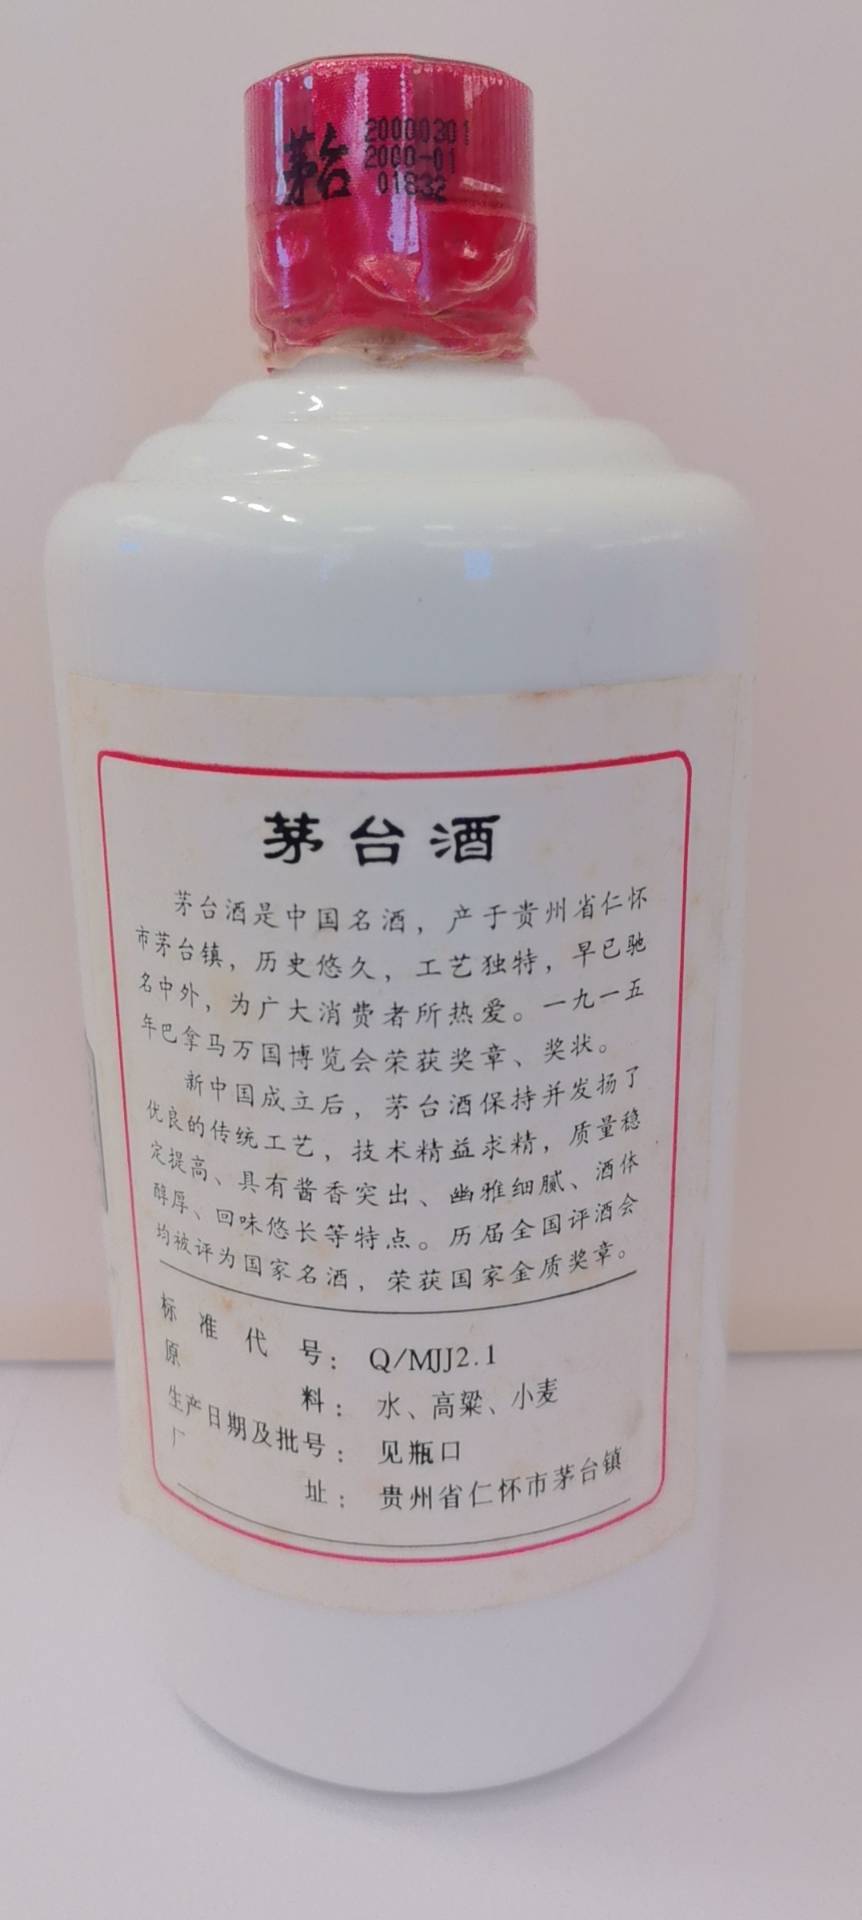 茅台
20000301
2000-01
01832
茅台酒
茅台酒是中国名酒，产于贵州省仁怀
市茅台镇，历史悠久，工艺独特，早已驰
名中外，为广大消费者所热爱。一九一五
年巴拿马万国博览会荣获奖章、奖状。
新中国成立后，茅台酒保持并发扬了
优良的传统工艺，技术精益求精，质量稳
定提高、具有酱香突出、幽雅细腻、酒体
醇厚、回味悠长等特点。历届全国评酒会
均被评为国家名酒，荣获国家金质奖章。
标准代号：Q/MJJ2.1
原料：水、高粱、小麦
生产日期及批号：见瓶口
厂址：贵州省仁怀市茅台镇